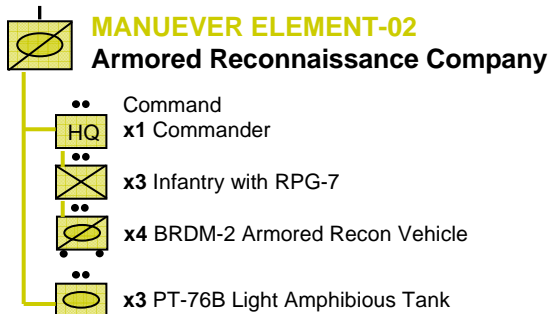 MANUEVER ELEMENT-02
Armored Reconnaissance Company
Command
HQ x1 Commander
x3 Infantry with RPG-7
x4 BRDM-2 Armored Recon Vehicle
x3 PT-76B Light Amphibious Tank